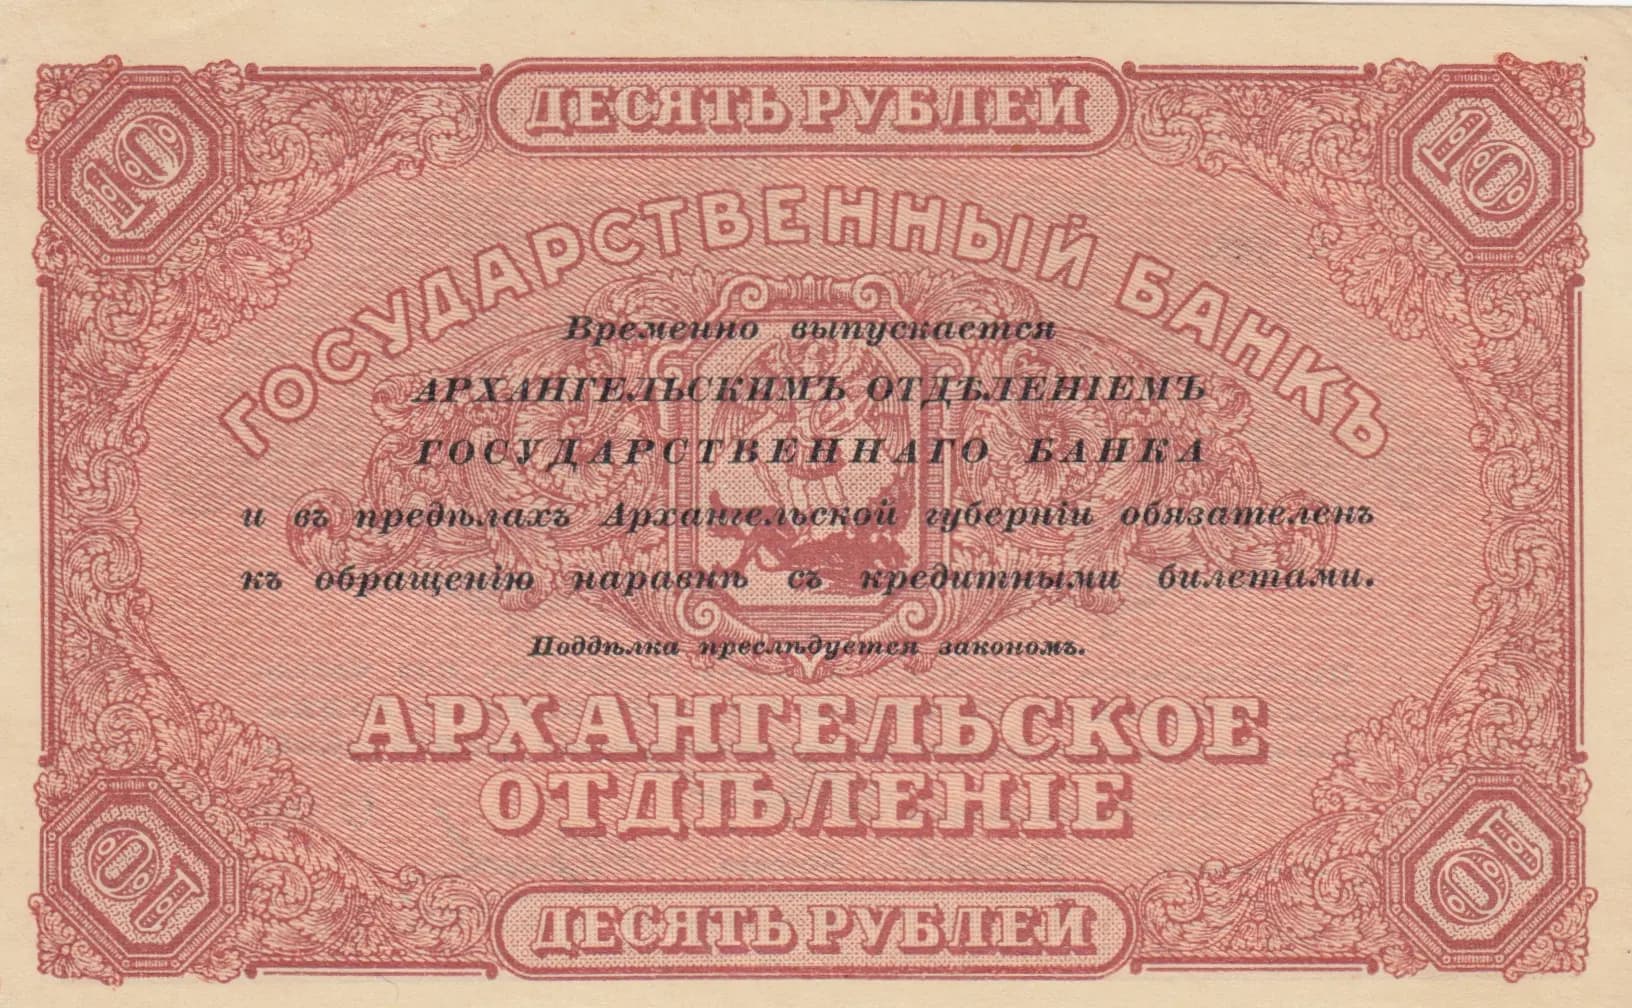 ДЕСЯТЬ РУБЛЕЙ
10
10
ГОСУДАРСТВЕННЫЙ БАНКЪ
Временно выпускается
АРХАНГЕЛЬСКИМЪ ОТДѢЛЕНІЕМЪ
ГОСУДАРСТВЕННАГО БАНКА
и въ предѣлахъ Архангельской губерніи обязателенъ
къ обращенію наравнѣ съ кредитными билетами.
Поддѣлка преслѣдуется закономъ.
АРХАНГЕЛЬСКОЕ
ОТДѢЛЕНІЕ
10
10
ДЕСЯТЬ РУБЛЕЙ